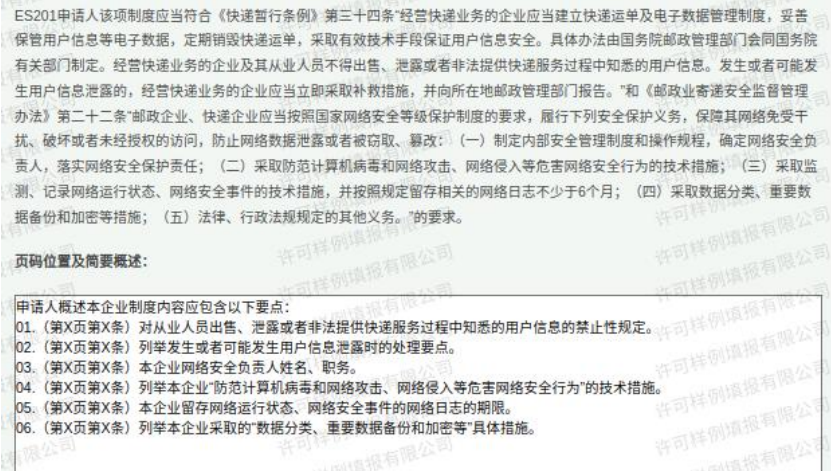 ES201申请人该项制度应当符合《快递暂行条例》第三十四条“经营快递业务的企业应当建立快递运单及电子数据管理制度，妥善
保管用户信息等电子数据，定期销毁快递运单，采取有效技术手段保证用户信息安全。具体办法由国务院邮政管理部门会同国务院
有关部门制定。经营快递业务的企业及其从业人员不得出售、泄露或者非法提供快递服务过程中知悉的用户信息。发生或者可能发
生用户信息泄露的，经营快递业务的企业应当立即采取补救措施，并向所在地邮政管理部门报告。”和《邮政业寄递安全监督管理
办法》第二十二条“邮政企业、快递企业应当按照国家网络安全等级保护制度的要求，履行下列安全保护义务，保障其网络免受干
扰、破坏或者未经授权的访问，防止网络数据泄露或者被窃取、篡改：（一）制定内部安全管理制度和操作规程，确定网络安全负
责人，落实网络安全保护责任；（二）采取防范计算机病毒和网络攻击、网络侵入等危害网络安全行为的技术措施；（三）采取监
测、记录网络运行状态、网络安全事件的技术措施，并按照规定留存相关的网络日志不少于6个月；（四）采取数据分类、重要数
据备份和加密等措施；（五）法律、行政法规规定的其他义务。”的要求。
页码位置及简要概述：
申请人概述本企业制度内容应包含以下要点：
01.（第X页第X条）对从业人员出售、泄露或者非法提供快递服务过程中知悉的用户信息的禁止性规定。
02.（第X页第X条）列举发生或者可能发生用户信息泄露时的处理要点。
03.（第X页第X条）本企业网络安全负责人姓名、职务。
04.（第X页第X条）列举本企业“防范计算机病毒和网络攻击、网络侵入等危害网络安全行为”的技术措施。
05.（第X页第X条）本企业留存网络运行状态、网络安全事件的网络日志的期限。
06.（第X页第X条）列举本企业采取的“数据分类、重要数据备份和加密等”具体措施。
许可样例填报有限公司